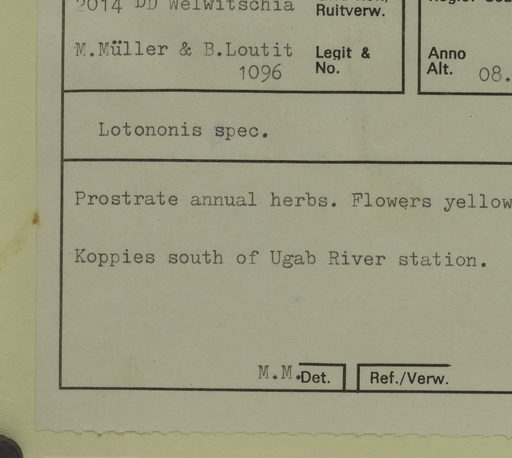 2014 DD Welwitschia
Ruitverw.
M.Müller & B.Loutit Legit & Anno
1096 No. Alt. 08.
Lotononis spec.
Prostrate annual herbs. Flowers yellow
Koppies south of Ugab River station.
M.M. Det. Ref./Verw.